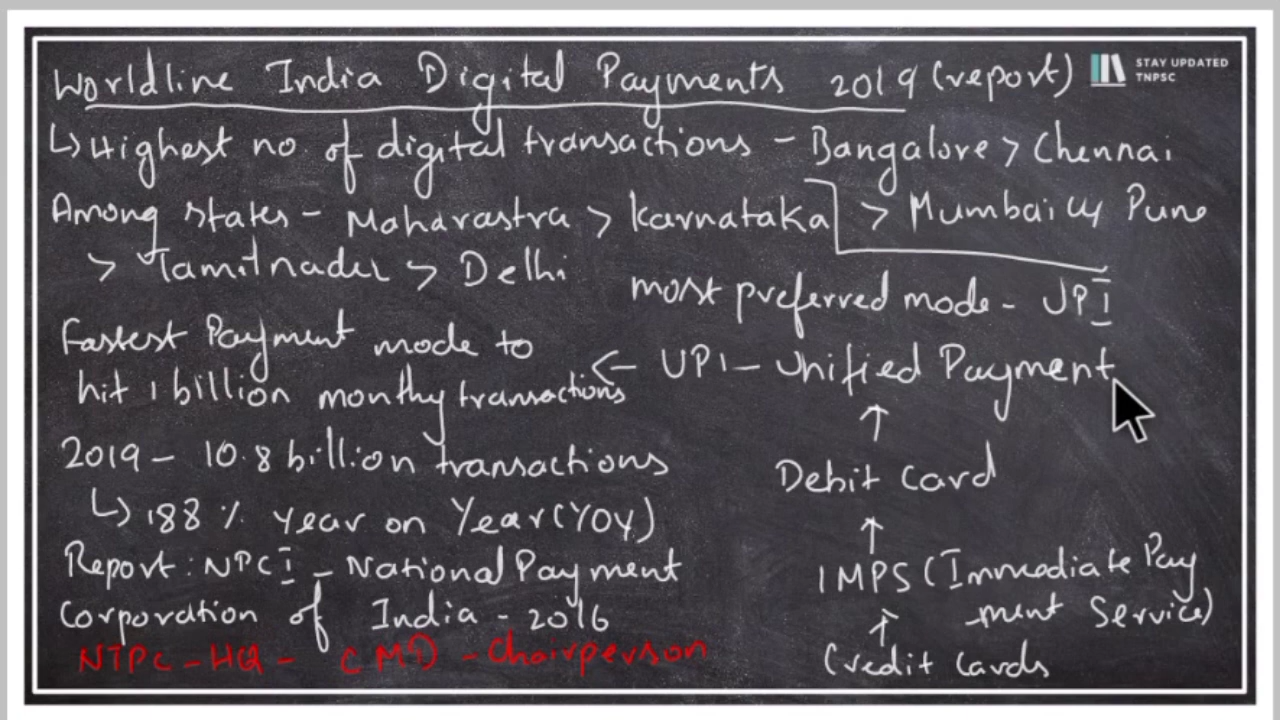 Worldline India Digital Payments 2019 (report)
STAY UPDATED
TNPSC
↳ Highest no of digital transactions - Bangalore > Chennai
> Mumbai > Pune
Among states - Maharastra > Karnataka
> Tamilnadu > Delhi
most preferred mode - UPI
Fastest Payment mode to
hit 1 billion monthly transactions
← UPI - Unified Payment
↑
Debit Card
↑
IMPS (Immediate Pay
ment Service)
↑
Credit Cards
2019 - 10.8 billion transactions
↳ 188 % year on Year (YOY)
Report : NPCI - National Payment
Corporation of India - 2016
NTPC - HQ - CMD - Chairperson